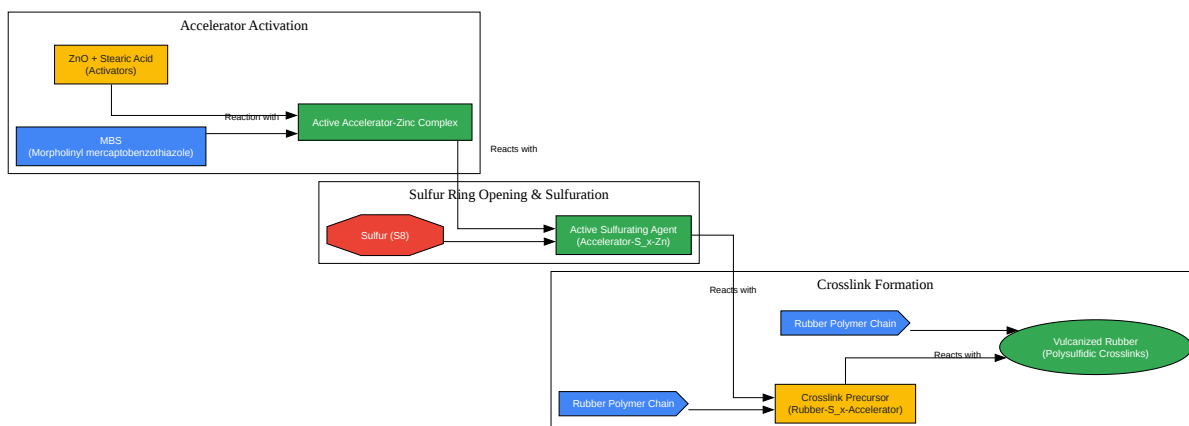 Accelerator Activation
ZnO + Stearic Acid
(Activators)
Reaction with
Active Accelerator-Zinc Complex
MBS
(Morpholinyl mercaptobenzothiazole)
Reacts with
Sulfur Ring Opening & Sulfuration
Sulfur (S8)
Active Sulfurating Agent
(Accelerator-S_x-Zn)
Reacts with
Crosslink Formation
Rubber Polymer Chain
Vulcanized Rubber
(Polysulfidic Crosslinks)
Reacts with
Rubber Polymer Chain
Crosslink Precursor
(Rubber-S_x-Accelerator)